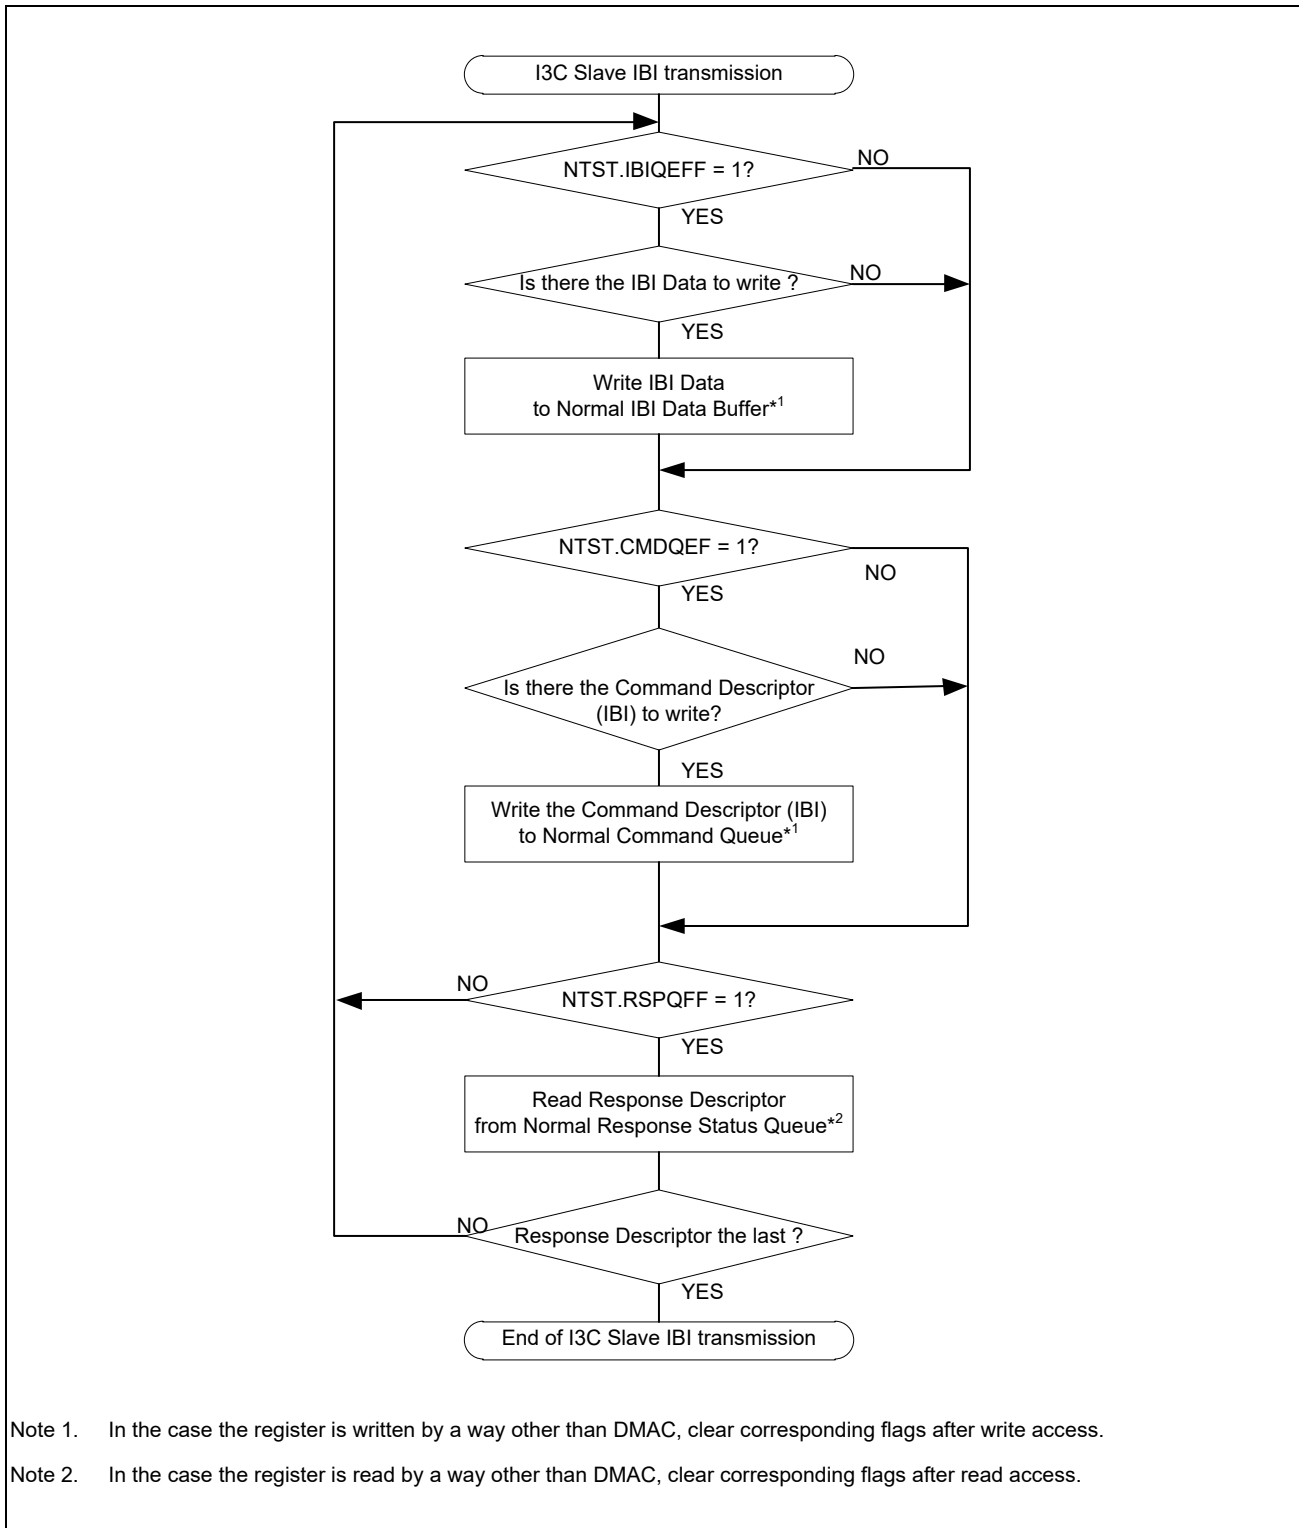 I3C Slave IBI transmission
NTST.IBIQEFF = 1?
NO
YES
Is there the IBI Data to write ?
NO
YES
Write IBI Data
to Normal IBI Data Buffer*1
NTST.CMDQEF = 1?
NO
YES
NO
Is there the Command Descriptor
(IBI) to write?
YES
Write the Command Descriptor (IBI)
to Normal Command Queue*1
NO
NTST.RSPQFF = 1?
YES
Read Response Descriptor
from Normal Response Status Queue*2
NO
Response Descriptor the last ?
YES
End of I3C Slave IBI transmission
Note 1. In the case the register is written by a way other than DMAC, clear corresponding flags after write access.
Note 2. In the case the register is read by a way other than DMAC, clear corresponding flags after read access.